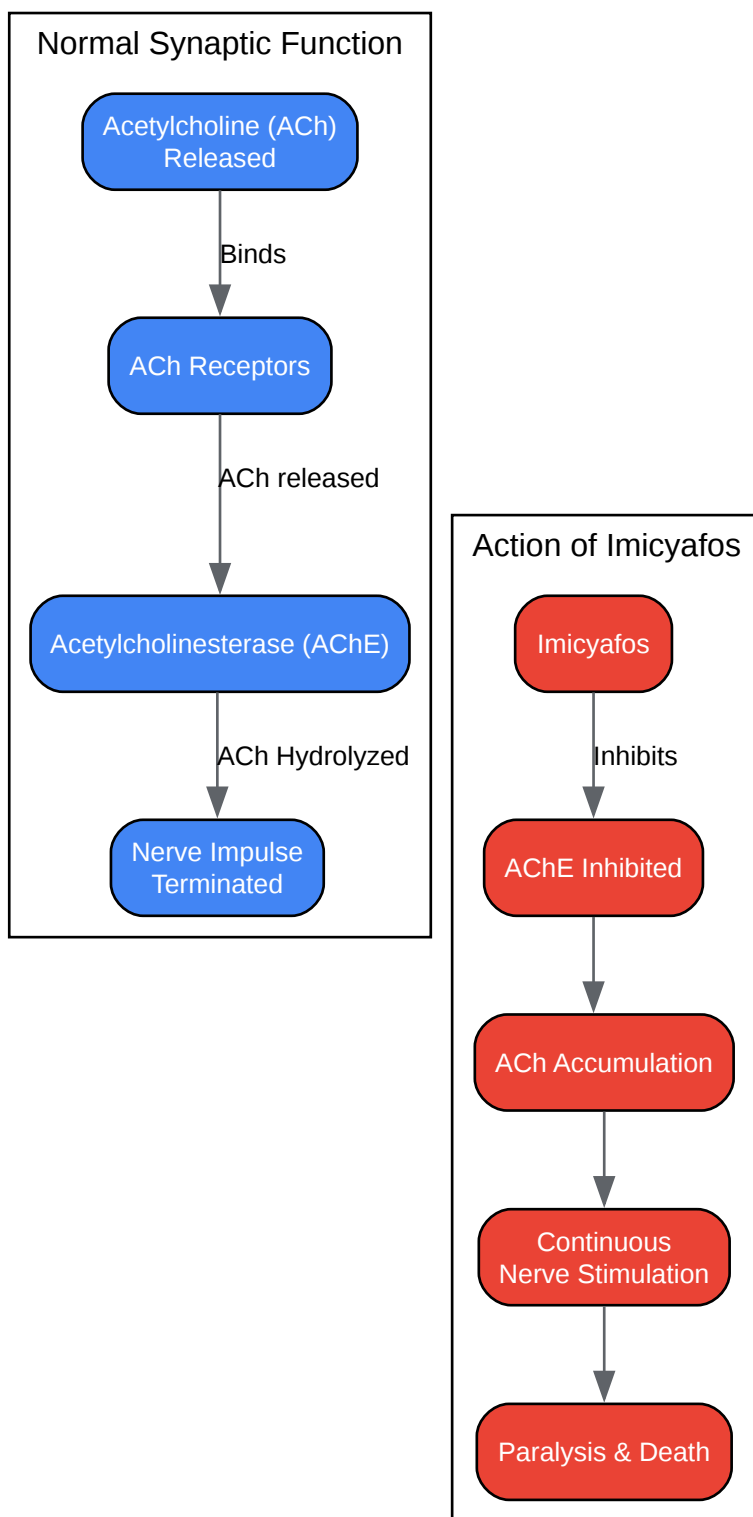 Normal Synaptic Function
Acetylcholine (ACh)
Released
Binds
ACh Receptors
ACh released
Acetylcholinesterase (AChE)
ACh Hydrolyzed
Nerve Impulse
Terminated
Action of Imicyafos
Imicyafos
Inhibits
AChE Inhibited
ACh Accumulation
Continuous
Nerve Stimulation
Paralysis & Death